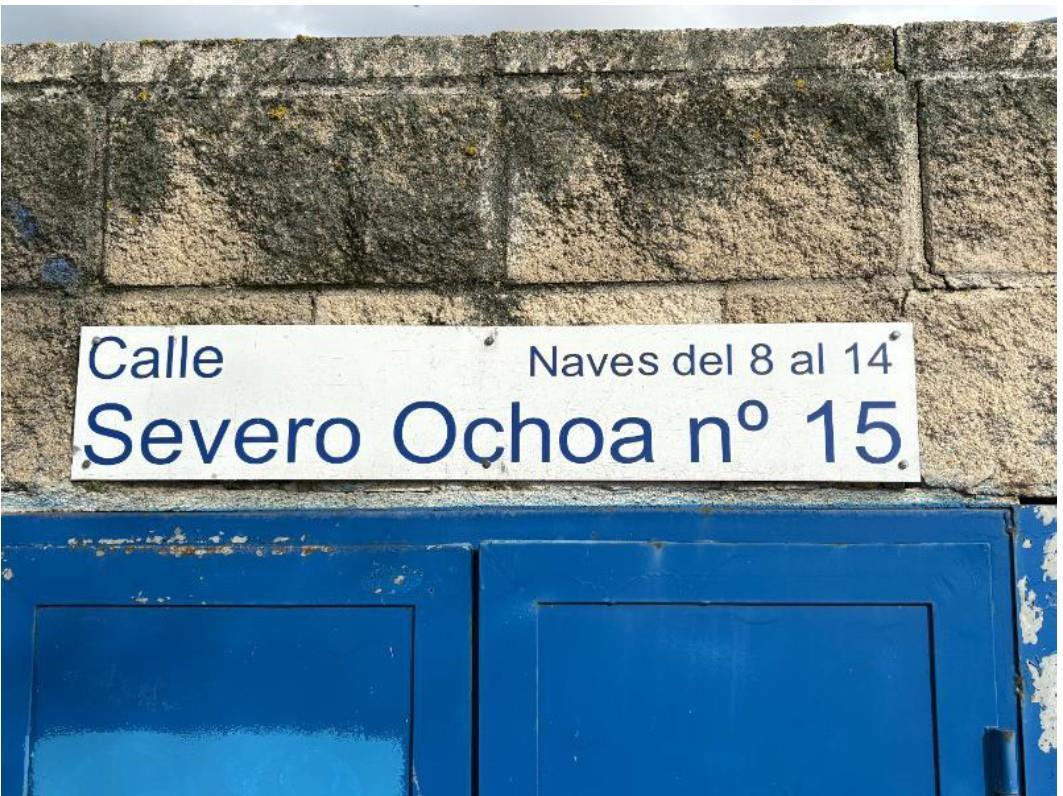 Calle Naves del 8 al 14
Severo Ochoa nº 15